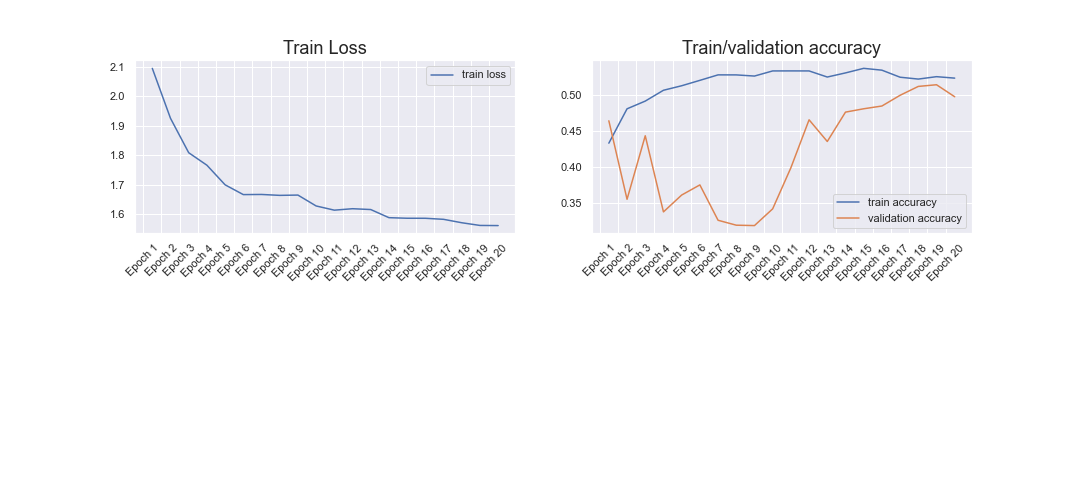 Train Loss
train loss
2.1
2.0
1.9
1.8
1.7
1.6
Epoch 1
Epoch 2
Epoch 3
Epoch 4
Epoch 5
Epoch 6
Epoch 7
Epoch 8
Epoch 9
Epoch 10
Epoch 11
Epoch 12
Epoch 13
Epoch 14
Epoch 15
Epoch 16
Epoch 17
Epoch 18
Epoch 19
Epoch 20
Train/validation accuracy
0.50
0.45
0.40
0.35
train accuracy
validation accuracy
Epoch 1
Epoch 2
Epoch 3
Epoch 4
Epoch 5
Epoch 6
Epoch 7
Epoch 8
Epoch 9
Epoch 10
Epoch 11
Epoch 12
Epoch 13
Epoch 14
Epoch 15
Epoch 16
Epoch 17
Epoch 18
Epoch 19
Epoch 20